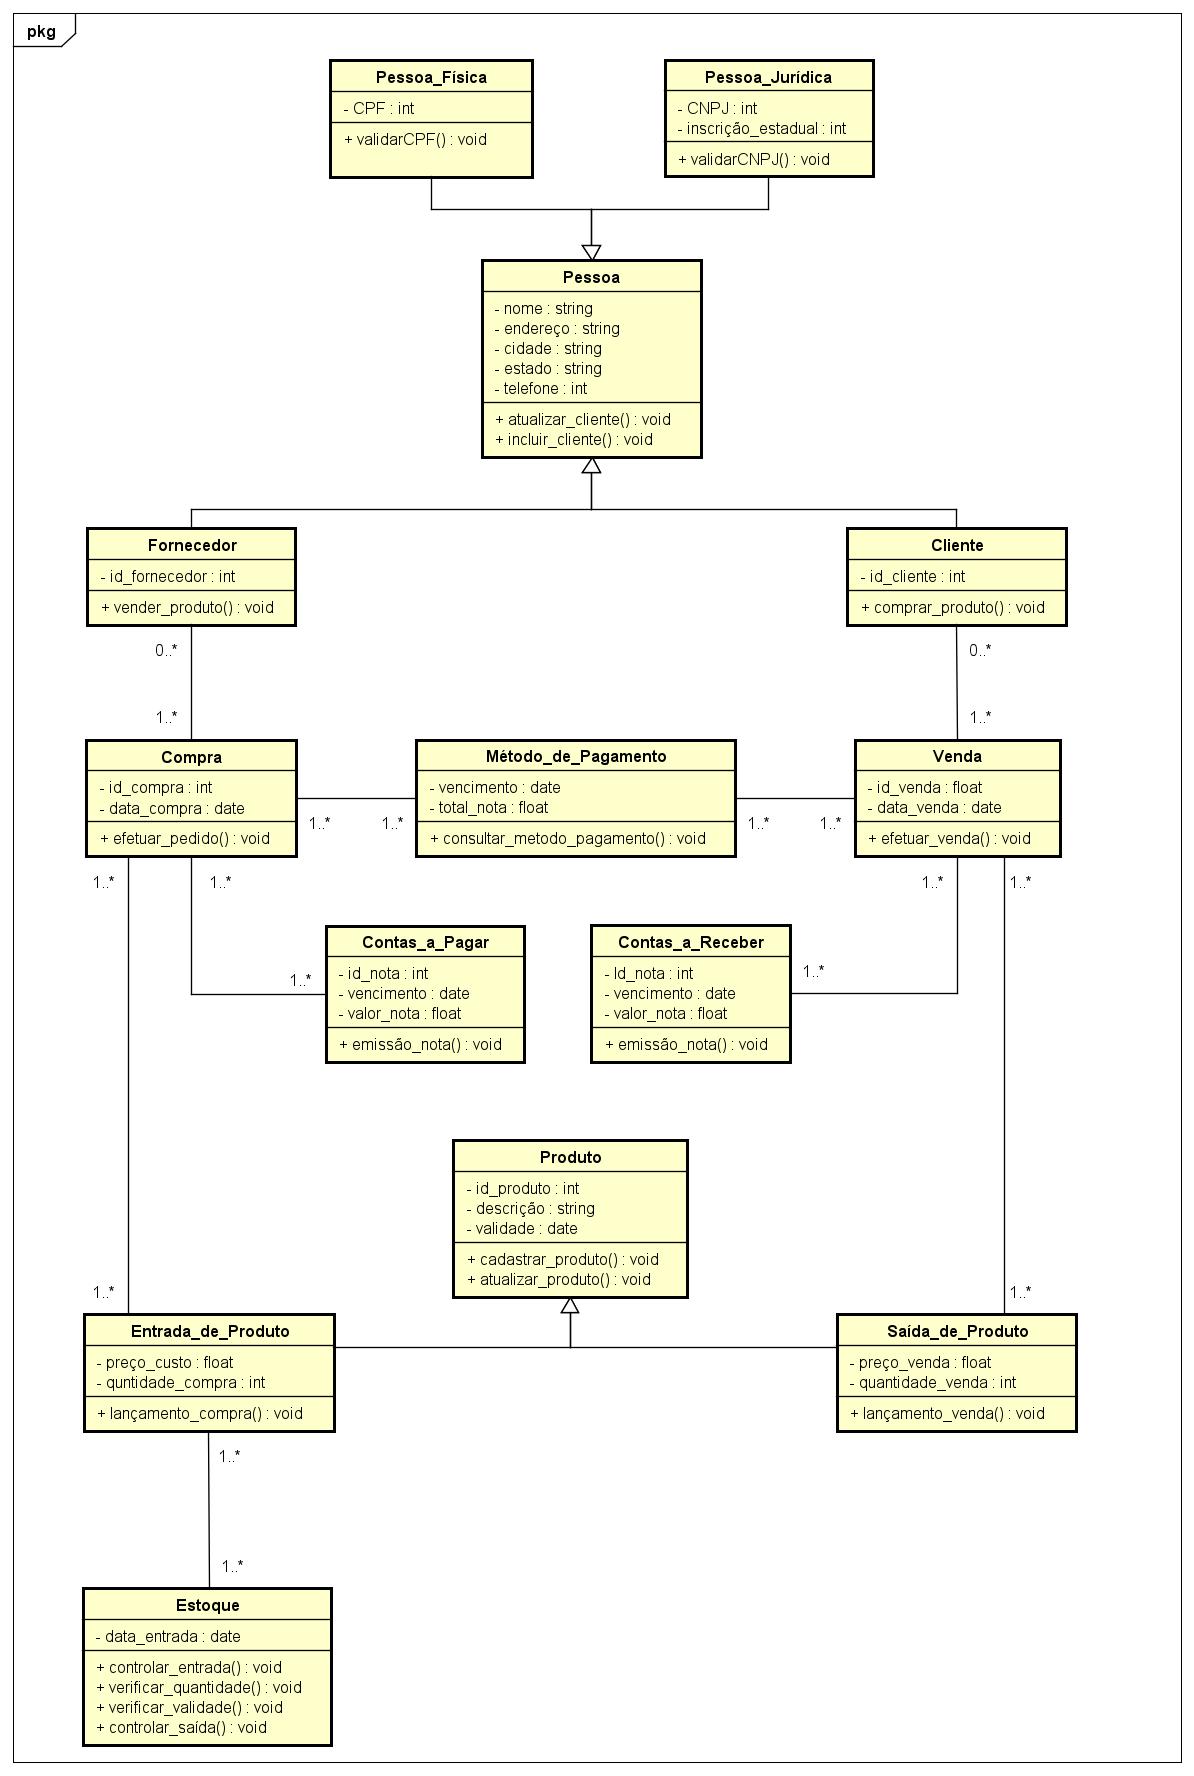 pkg
Pessoa_Física
- CPF : int
+ validarCPF() : void
Pessoa_Jurídica
- CNPJ : int
- inscrição_estadual : int
+ validarCNPJ() : void
Pessoa
- nome : string
- endereço : string
- cidade : string
- estado : string
- telefone : int
+ atualizar_cliente() : void
+ incluir_cliente() : void
Fornecedor
- id_fornecedor : int
+ vender_produto() : void
Cliente
- id_cliente : int
+ comprar_produto() : void
0..*
0..*
1..*
1..*
Compra
- id_compra : int
- data_compra : date
+ efetuar_pedido() : void
1..*
1..*
Método_de_Pagamento
- vencimento : date
- total_nota : float
+ consultar_metodo_pagamento() : void
1..*
1..*
Venda
- id_venda : float
- data_venda : date
+ efetuar_venda() : void
1..*
1..*
1..*
1..*
Contas_a_Pagar
- id_nota : int
- vencimento : date
- valor_nota : float
+ emissão_nota() : void
1..*
Contas_a_Receber
- Id_nota : int
- vencimento : date
- valor_nota : float
+ emissão_nota() : void
1..*
Produto
- id_produto : int
- descrição : string
- validade : date
+ cadastrar_produto() : void
+ atualizar_produto() : void
1..*
1..*
Entrada_de_Produto
- preço_custo : float
- quntidade_compra : int
+ lançamento_compra() : void
Saída_de_Produto
- preço_venda : float
- quantidade_venda : int
+ lançamento_venda() : void
1..*
1..*
Estoque
- data_entrada : date
+ controlar_entrada() : void
+ verificar_quantidade() : void
+ verificar_validade() : void
+ controlar_saída() : void